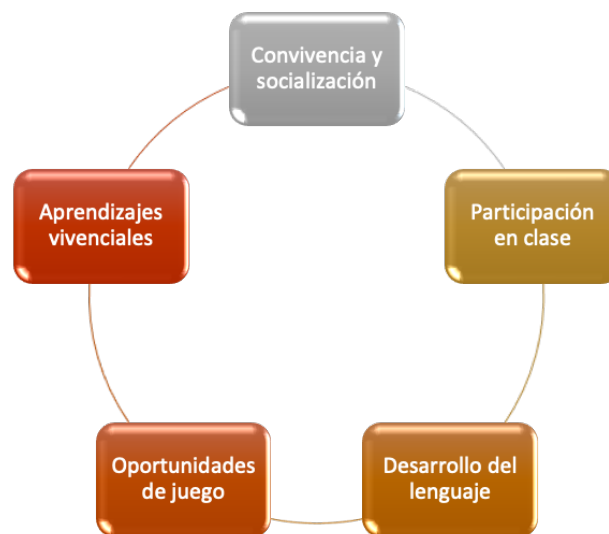 Convivencia y
socialización
Participación
en clase
Desarrollo del
lenguaje
Oportunidades
de juego
Aprendizajes
vivenciales